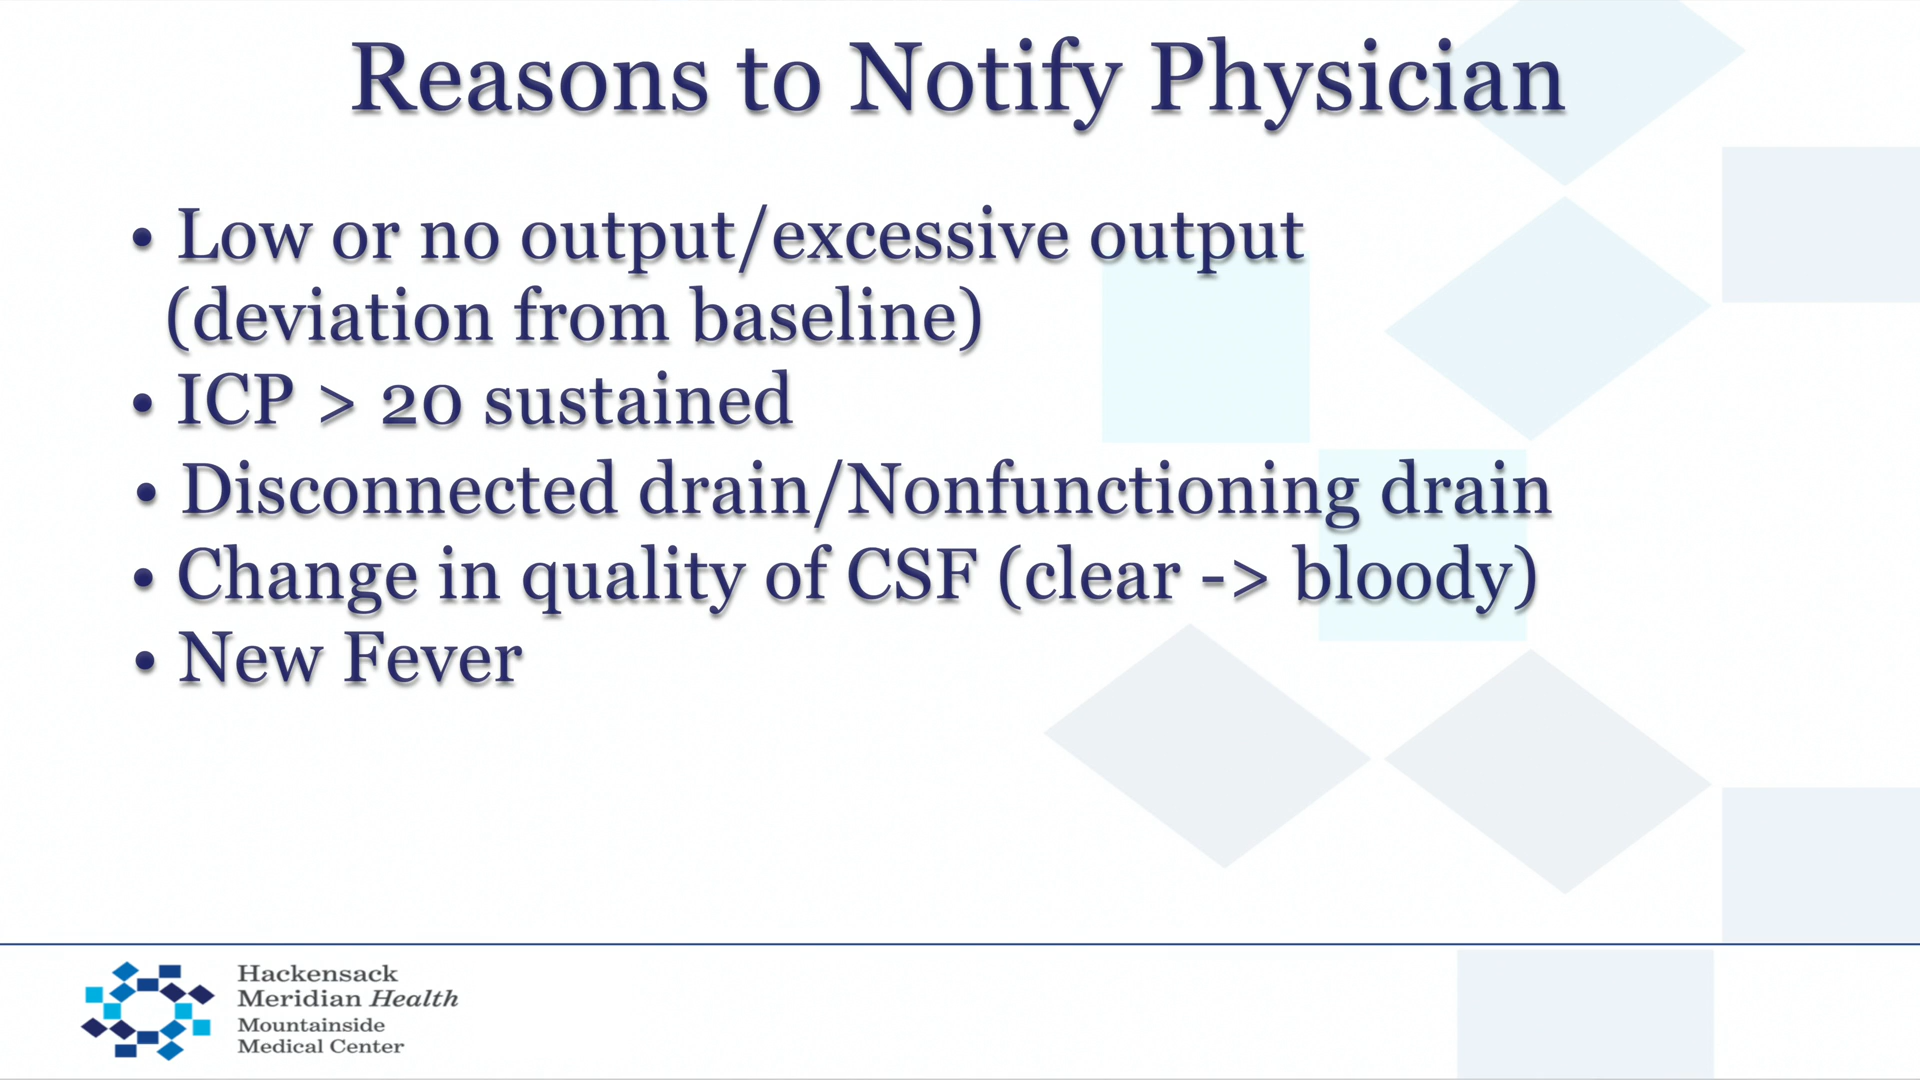 Reasons to Notify Physician
• Low or no output/excessive output
(deviation from baseline)
• ICP > 20 sustained
• Disconnected drain/Nonfunctioning drain
• Change in quality of CSF (clear -> bloody)
• New Fever
Hackensack
Meridian Health
Mountainside
Medical Center